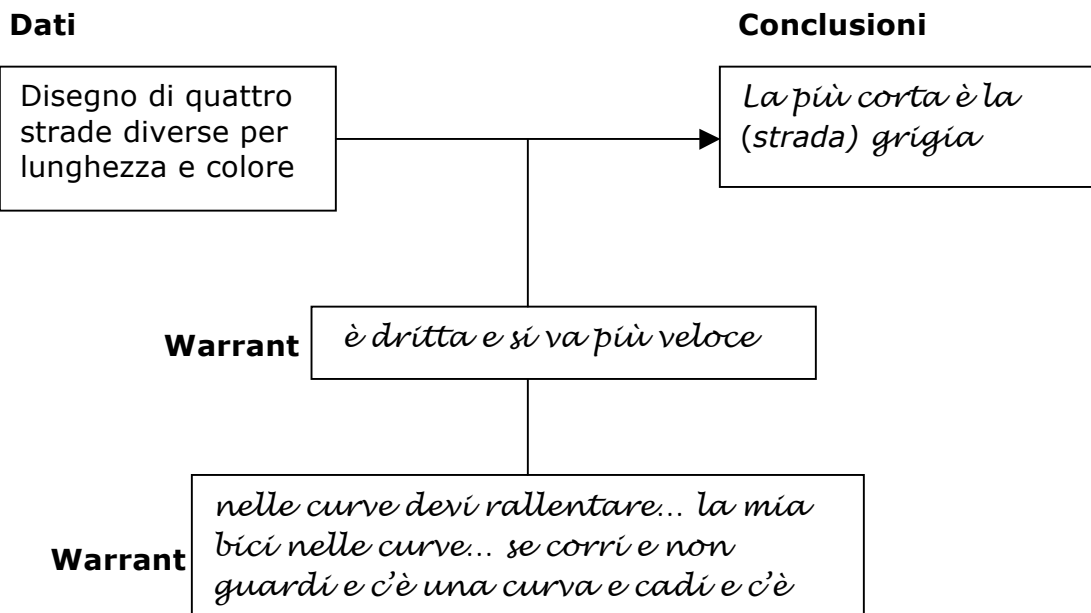 Dati
Conclusioni
Disegno di quattro
strade diverse per
lunghezza e colore
La più corta è la
(strada) grigia
Warrant
è dritta e si va più veloce
Warrant
nelle curve devi rallentare... la mia
bici nelle curve... se corri e non
guardi e c'è una curva e cadi e c'è